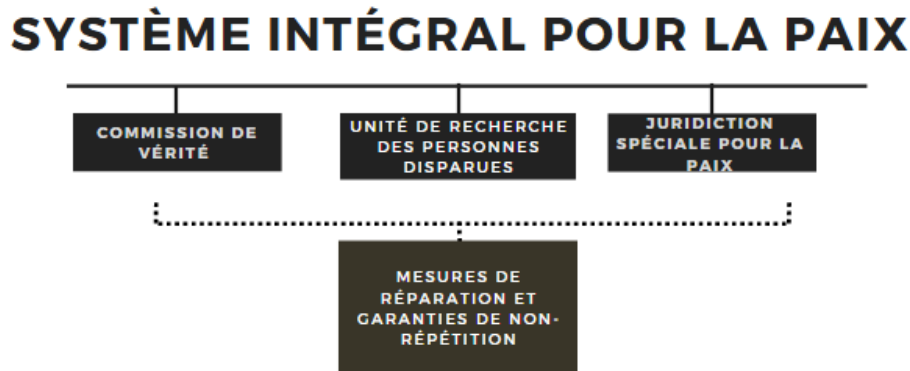 SYSTÈME INTÉGRAL POUR LA PAIX
COMMISSION DE
VÉRITÉ
UNITÉ DE RECHERCHE
DES PERSONNES
DISPARUES
JURIDICTION
SPÉCIALE POUR LA
PAIX
MESURES DE
RÉPARATION ET
GARANTIES DE NON-
RÉPÉTITION